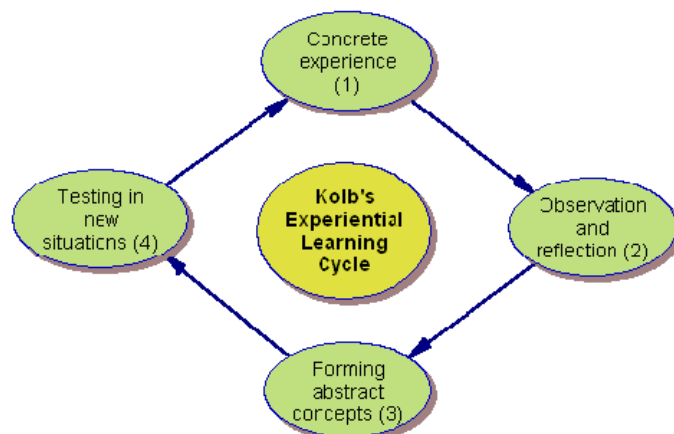 Concrete
experience
(1)
Testing in
new
situations (4)
Kolb's
Experiential
Learning
Cycle
Observation
and
reflection (2)
Forming
abstract
concepts (3)